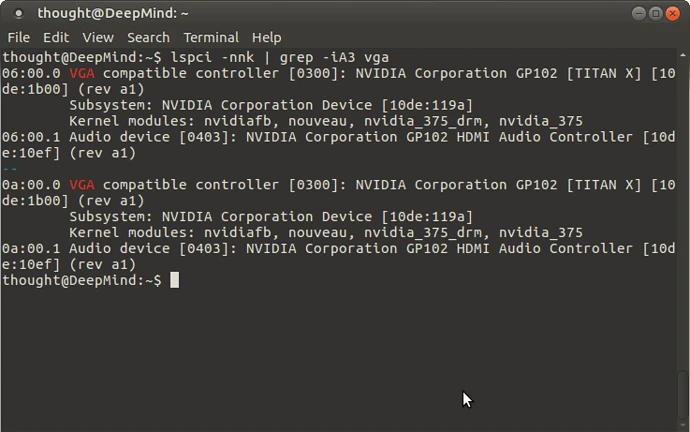 thought@DeepMind: ~
File Edit View Search Terminal Help
thought@DeepMind:~$ lspci -nnk | grep -iA3 vga
06:00.0 VGA compatible controller [0300]: NVIDIA Corporation GP102 [TITAN X] [10
de:1b00] (rev a1)
Subsystem: NVIDIA Corporation Device [10de:119a]
Kernel modules: nvidiafb, nouveau, nvidia_375_drm, nvidia_375
06:00.1 Audio device [0403]: NVIDIA Corporation GP102 HDMI Audio Controller [10d
e:10ef] (rev a1)
--
0a:00.0 VGA compatible controller [0300]: NVIDIA Corporation GP102 [TITAN X] [10
de:1b00] (rev a1)
Subsystem: NVIDIA Corporation Device [10de:119a]
Kernel modules: nvidiafb, nouveau, nvidia_375_drm, nvidia_375
0a:00.1 Audio device [0403]: NVIDIA Corporation GP102 HDMI Audio Controller [10d
e:10ef] (rev a1)
thought@DeepMind:~$